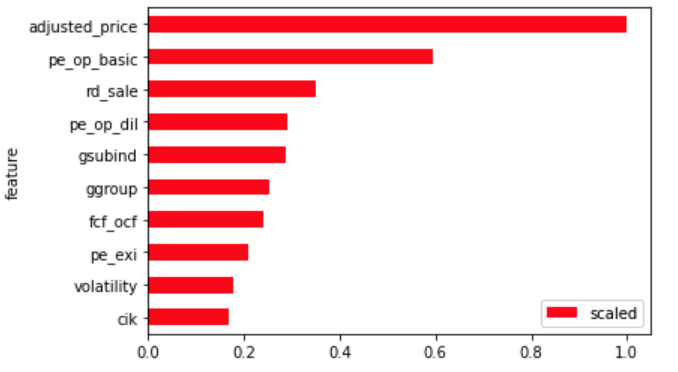 adjusted_price
pe_op_basic
rd_sale
pe_op_dil
gsubind
ggroup
fcf_ocf
pe_exi
volatility
cik
feature
scaled
0.0 0.2 0.4 0.6 0.8 1.0